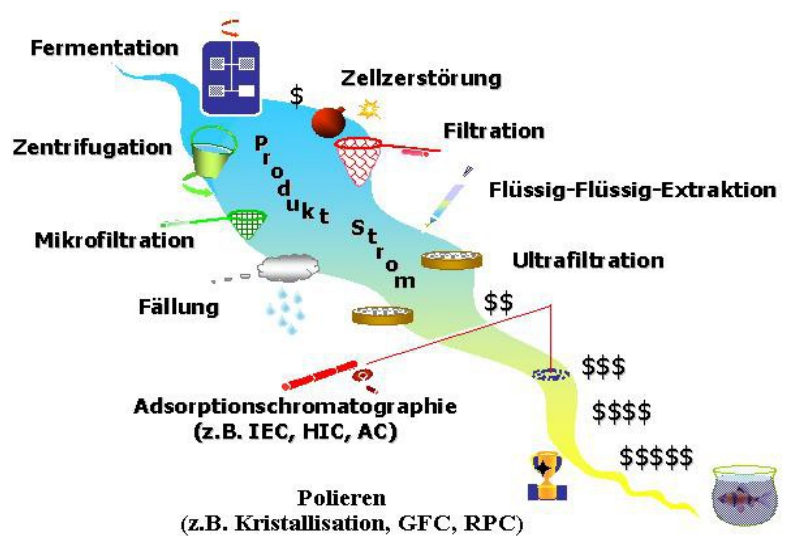 Fermentation
$
Zellzerstörung
Zentrifugation
Filtration
Produkt Strom
Flüssig-Flüssig-Extraktion
Mikrofiltration
Ultrafiltration
Fällung
$$
$$$
Adsorptionschromatographie
(z.B. IEC, HIC, AC)
$$$$
$$$$$
Polieren
(z.B. Kristallisation, GFC, RPC)